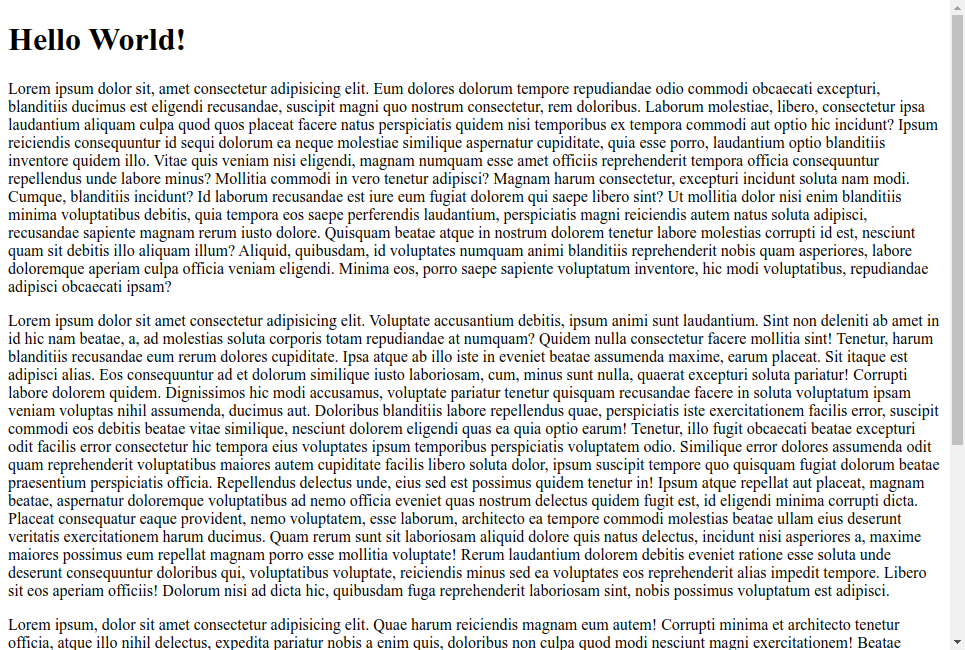 Hello World!
Lorem ipsum dolor sit, amet consectetur adipisicing elit. Eum dolores dolorum tempore repudiandae odio commodi obcaecati excepturi,
blanditiis ducimus est eligendi recusandae, suscipit magni quo nostrum consectetur, rem doloribus. Laborum molestiae, libero, consectetur ipsa
laudantium aliquam culpa quod quos placeat facere natus perspiciatis quidem nisi temporibus ex tempora commodi aut optio hic incidunt? Ipsum
reiciendis consequuntur id sequi dolorum ea neque molestiae similique aspernatur cupiditate, quia esse porro, laudantium optio blanditiis
inventore quidem illo. Vitae quis veniam nisi eligendi, magnam numquam esse amet officiis reprehenderit tempora officia consequuntur
repellendus unde labore minus? Mollitia commodi in vero tenetur adipisci? Magnam harum consectetur, excepturi incidunt soluta nam modi.
Cumque, blanditiis incidunt? Id laborum recusandae est iure eum fugiat dolorem qui saepe libero sint? Ut mollitia dolor nisi enim blanditiis
minima voluptatibus debitis, quia tempora eos saepe perferendis laudantium, perspiciatis magni reiciendis autem natus soluta adipisci,
recusandae sapiente magnam rerum iusto dolore. Quisquam beatae atque in nostrum dolorem tenetur labore molestias corrupti id est, nesciunt
quam sit debitis illo aliquam illum? Aliquid, quibusdam, id voluptates numquam animi blanditiis reprehenderit nobis quam asperiores, labore
doloremque aperiam culpa officia veniam eligendi. Minima eos, porro saepe sapiente voluptatum inventore, hic modi voluptatibus, repudiandae
adipisci obcaecati ipsam?
Lorem ipsum dolor sit amet consectetur adipisicing elit. Voluptate accusantium debitis, ipsum animi sunt laudantium. Sint non deleniti ab amet in
id hic nam beatae, a, ad molestias soluta corporis totam repudiandae at numquam? Quidem nulla consectetur facere mollitia sint! Tenetur, harum
blanditiis recusandae eum rerum dolores cupiditate. Ipsa atque ab illo iste in eveniet beatae assumenda maxime, earum placeat. Sit itaque est
adipisci alias. Eos consequuntur ad et dolorum similique iusto laboriosam, cum, minus sunt nulla, quaerat excepturi soluta pariatur! Corrupti
labore dolorem quidem. Dignissimos hic modi accusamus, voluptate pariatur tenetur quisquam recusandae facere in soluta voluptatum ipsam
veniam voluptas nihil assumenda, ducimus aut. Doloribus blanditiis labore repellendus quae, perspiciatis iste exercitationem facilis error, suscipit
commodi eos debitis beatae vitae similique, nesciunt dolorem eligendi quas ea quia optio earum! Tenetur, illo fugit obcaecati beatae excepturi
odit facilis error consectetur hic tempora eius voluptates ipsum temporibus perspiciatis voluptatem odio. Similique error dolores assumenda odit
quam reprehenderit voluptatibus maiores autem cupiditate facilis libero soluta dolor, ipsum suscipit tempore quo quisquam fugiat dolorum beatae
praesentium perspiciatis officia. Repellendus delectus unde, eius sed est possimus quidem tenetur in! Ipsum atque repellat aut placeat, magnam
beatae, aspernatur doloremque voluptatibus ad nemo officia eveniet quas nostrum delectus quidem fugit est, id eligendi minima corrupti dicta.
Placeat consequatur eaque provident, nemo voluptatem, esse laborum, architecto ea tempore commodi molestias beatae ullam eius deserunt
veritatis exercitationem harum ducimus. Quam rerum sunt sit laboriosam aliquid dolore quis natus delectus, incidunt nisi asperiores a, maxime
maiores possimus eum repellat magnam porro esse mollitia voluptate! Rerum laudantium dolorem debitis eveniet ratione esse soluta unde
deserunt consequuntur doloribus qui, voluptatibus voluptate, reiciendis minus sed ea voluptates eos reprehenderit alias impedit tempore. Libero
sit eos aperiam officiis! Dolorum nisi ad dicta hic, quibusdam fuga reprehenderit laboriosam sint, nobis possimus voluptatum est adipisci.
Lorem ipsum, dolor sit amet consectetur adipisicing elit. Quae harum reiciendis magnam eum autem! Corrupti minima et architecto tenetur
officia, atque illo nihil delectus, expedita pariatur nobis a enim quis, doloribus non culpa quod modi nesciunt magni exercitationem! Beatae